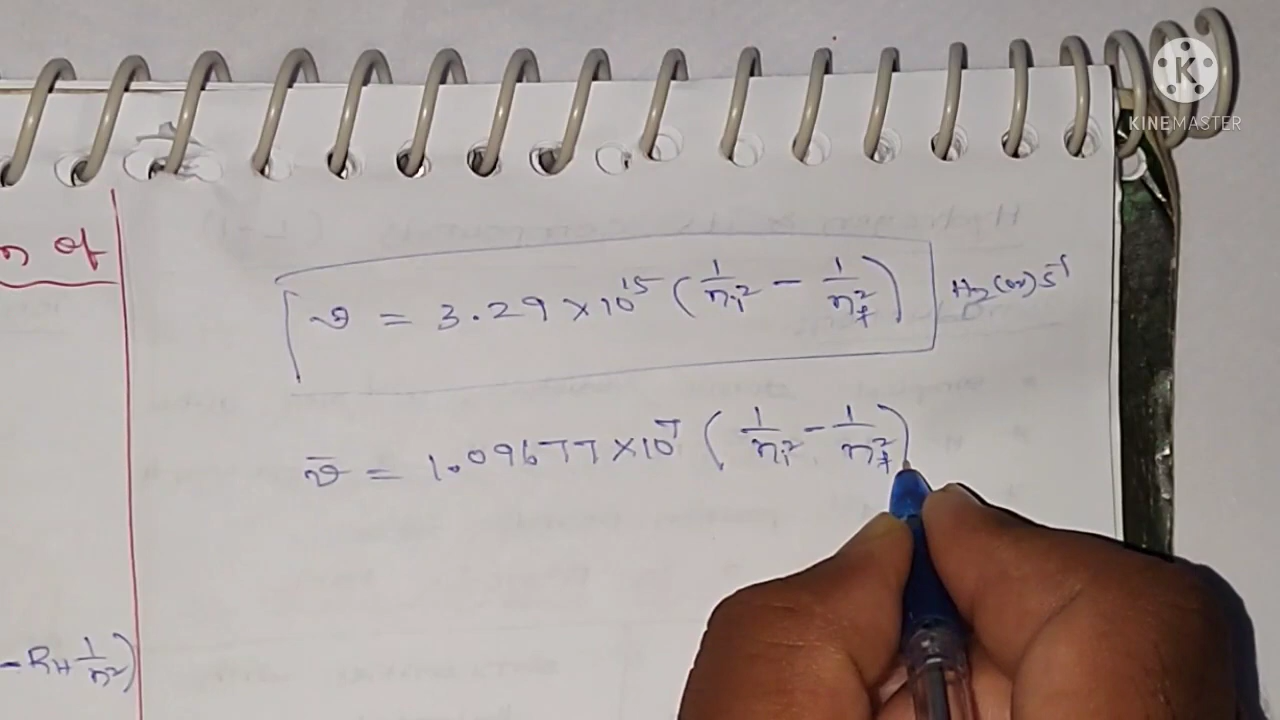 K
KINEMASTER
n of
ν = 3.29 × 10¹⁵ (1/nᵢ² − 1/n_f²) Hz (or) s⁻¹
ν̄ = 1.09677 × 10⁷ (1/nᵢ² − 1/n_f²)
- R_H 1/n²)